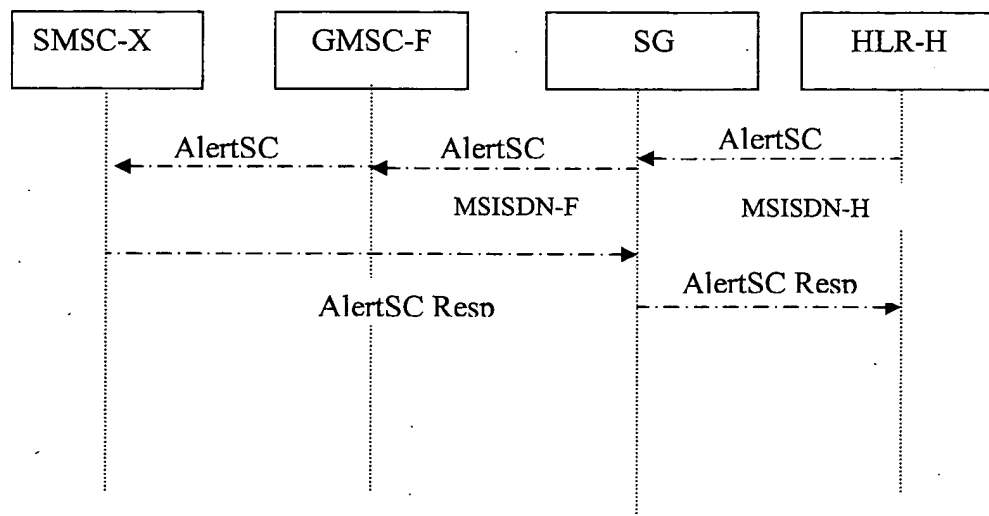 SMSC-X GMSC-F SG HLR-H
AlertSC AlertSC AlertSC
MSISDN-F MSISDN-H
AlertSC Resp
AlertSC Resp